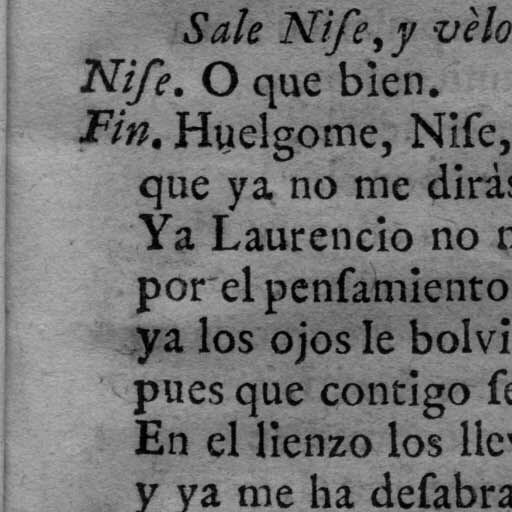 Sale Niſe, y vèlo
Niſe. O que bien.
Fin. Huelgome, Niſe,
que ya no me diràs
Ya Laurencio no
por el penſamiento
ya los ojos le bolvi
pues que contigo ſe
En el lienzo los llev
y ya me ha deſabra